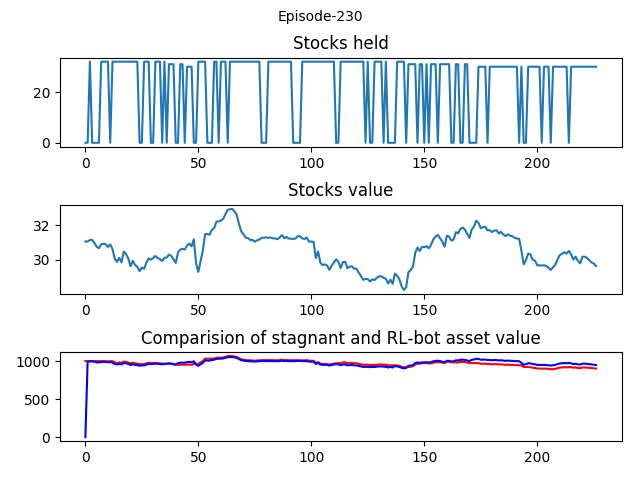 Episode-230
Stocks held
20
0
0 50 100 150 200
Stocks value
32
30
0 50 100 150 200
Comparision of stagnant and RL-bot asset value
1000
500
0
0 50 100 150 200